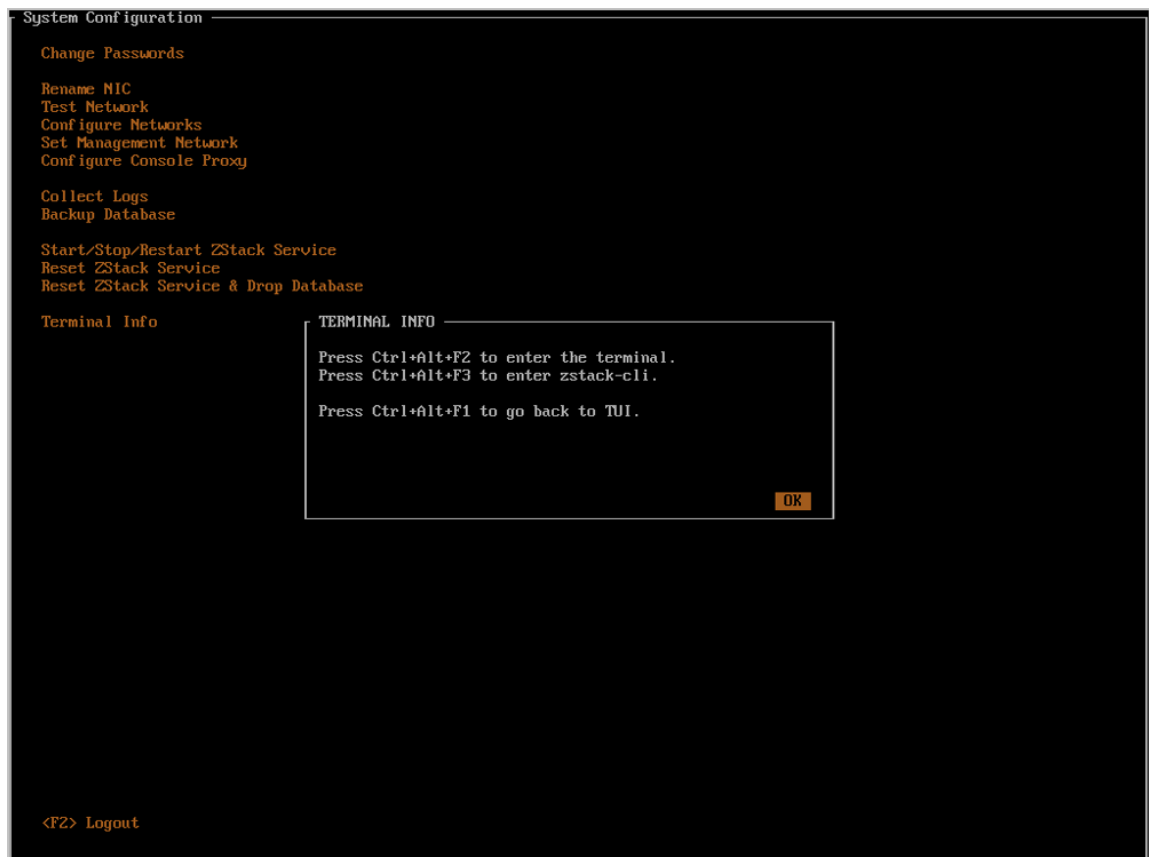 System Configuration
Change Passwords
Rename NIC
Test Network
Configure Networks
Set Management Network
Configure Console Proxy
Collect Logs
Backup Database
Start/Stop/Restart ZStack Service
Reset ZStack Service
Reset ZStack Service & Drop Database
Terminal Info
TERMINAL INFO
Press Ctrl+Alt+F2 to enter the terminal.
Press Ctrl+Alt+F3 to enter zstack-cli.
Press Ctrl+Alt+F1 to go back to TUI.
OK
<F2> Logout